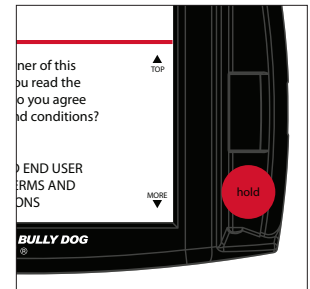 ner of this
ou read the
o you agree
nd conditions?
TOP
hold
END USER
ERMS AND
ONS
MORE
BULLY DOG
®